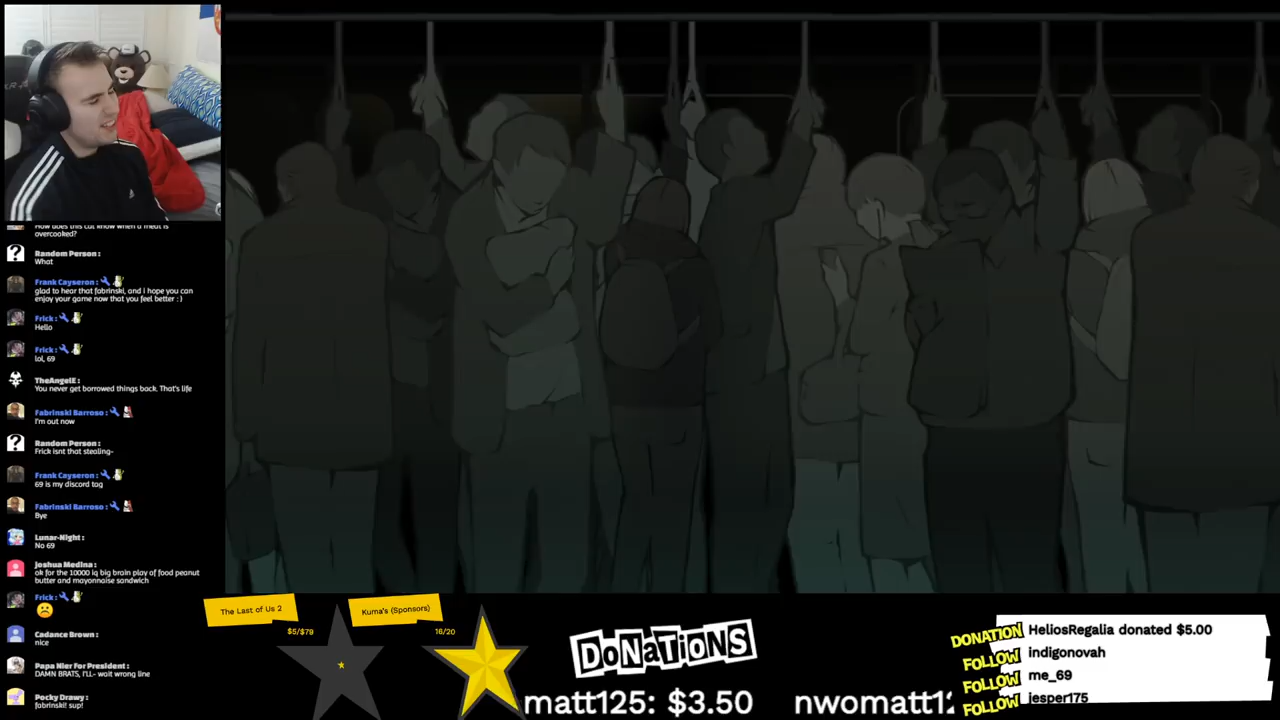 How does this cat know when a meat is
overcooked?
Random Person :
What
Frank Cayseron :
glad to hear that fabrinski, and i hope you can
enjoy your game now that you feel better : )
Frick :
Hello
Frick :
lol, 69
TheAngelE :
You never get borrowed things back. That's life
Fabrinski Barroso :
I'm out now
Random Person :
Frick isnt that stealing-
Frank Cayseron :
69 is my discord tag
Fabrinski Barroso :
Bye
Lunar-Night :
No 69
Joshua Medina :
ok for the 10000 iq big brain play of food peanut
butter and mayonnaise sandwich
Frick :
Cadance Brown :
nice
Papa Nier For President :
DAMN BRATS, I'LL- wait wrong line
Pocky Drawy :
fabrinski! sup!
The Last of Us 2
$5/$79
Kuma's (Sponsors)
16/20
DONATIONS
matt125: $3.50 nwomatt12
DONATION HeliosRegalia donated $5.00
FOLLOW indigonovah
FOLLOW me_69
FOLLOW jesper175